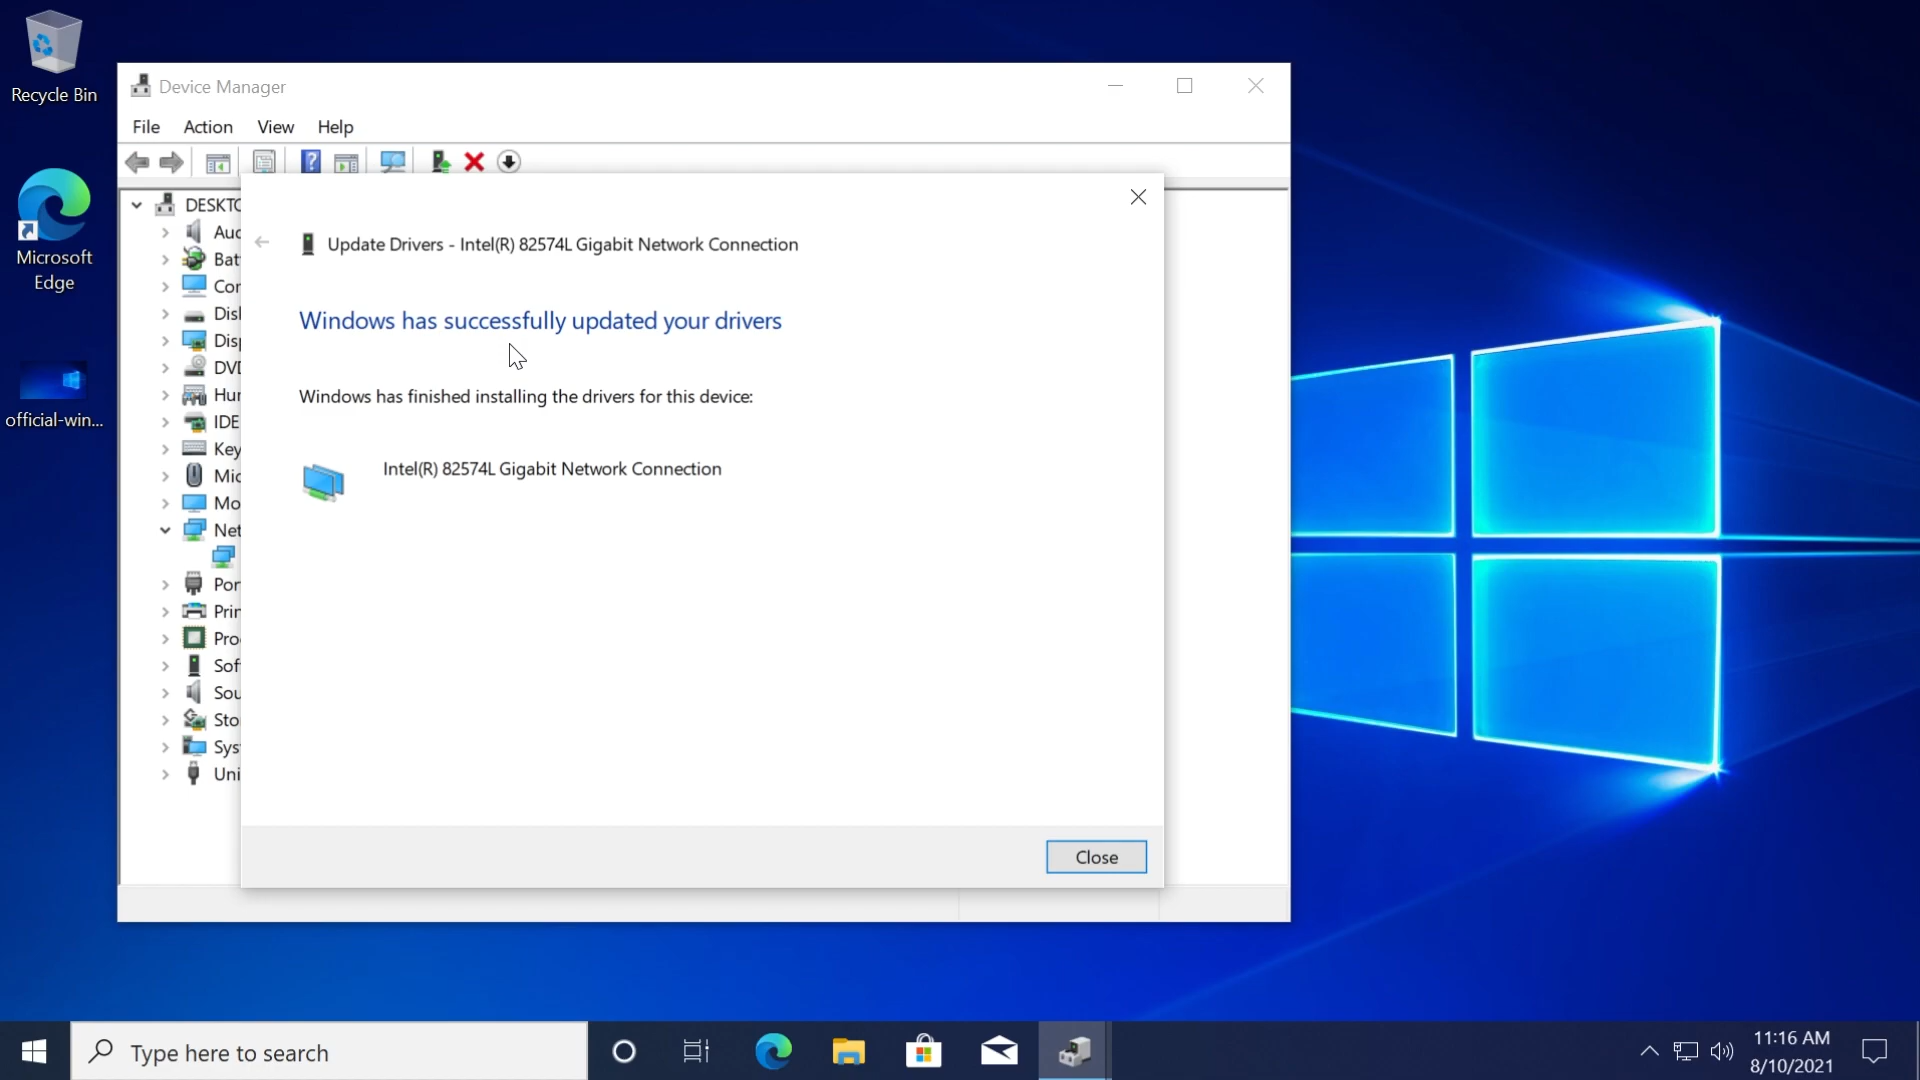 Recycle Bin
Microsoft
Edge
official-win...
Device Manager
File Action View Help
DESKTO
Update Drivers - Intel(R) 82574L Gigabit Network Connection
Windows has successfully updated your drivers
Windows has finished installing the drivers for this device:
Intel(R) 82574L Gigabit Network Connection
Auc
Bat
Cor
Disl
Disp
DVD
Hur
IDE
Key
Mic
Mo
Net
Por
Prin
Pro
Sof
Sou
Sto
Sys
Uni
Close
Type here to search
11:16 AM
8/10/2021